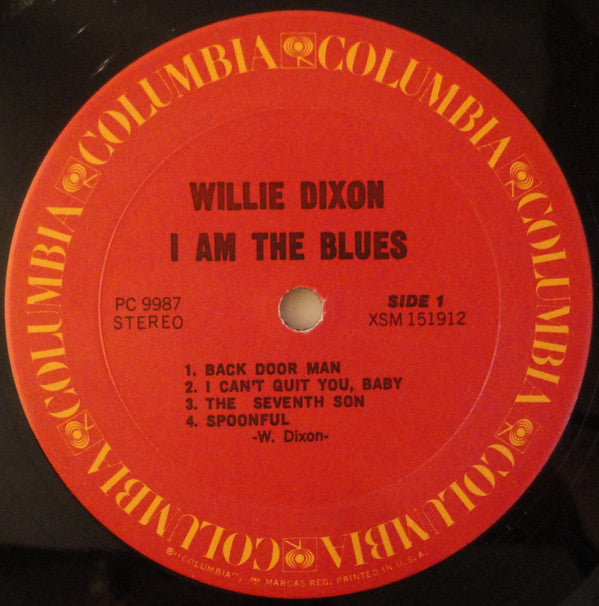 COLUMBIA COLUMBIA COLUMBIA COLUMBIA COLUMBIA COLUMBIA
WILLIE DIXON
I AM THE BLUES
PC 9987
STEREO
SIDE 1
XSM 151912
1. BACK DOOR MAN
2. I CAN'T QUIT YOU, BABY
3. THE SEVENTH SON
4. SPOONFUL
-W. Dixon-
MARCAS REG. PRINTED IN U.S.A.